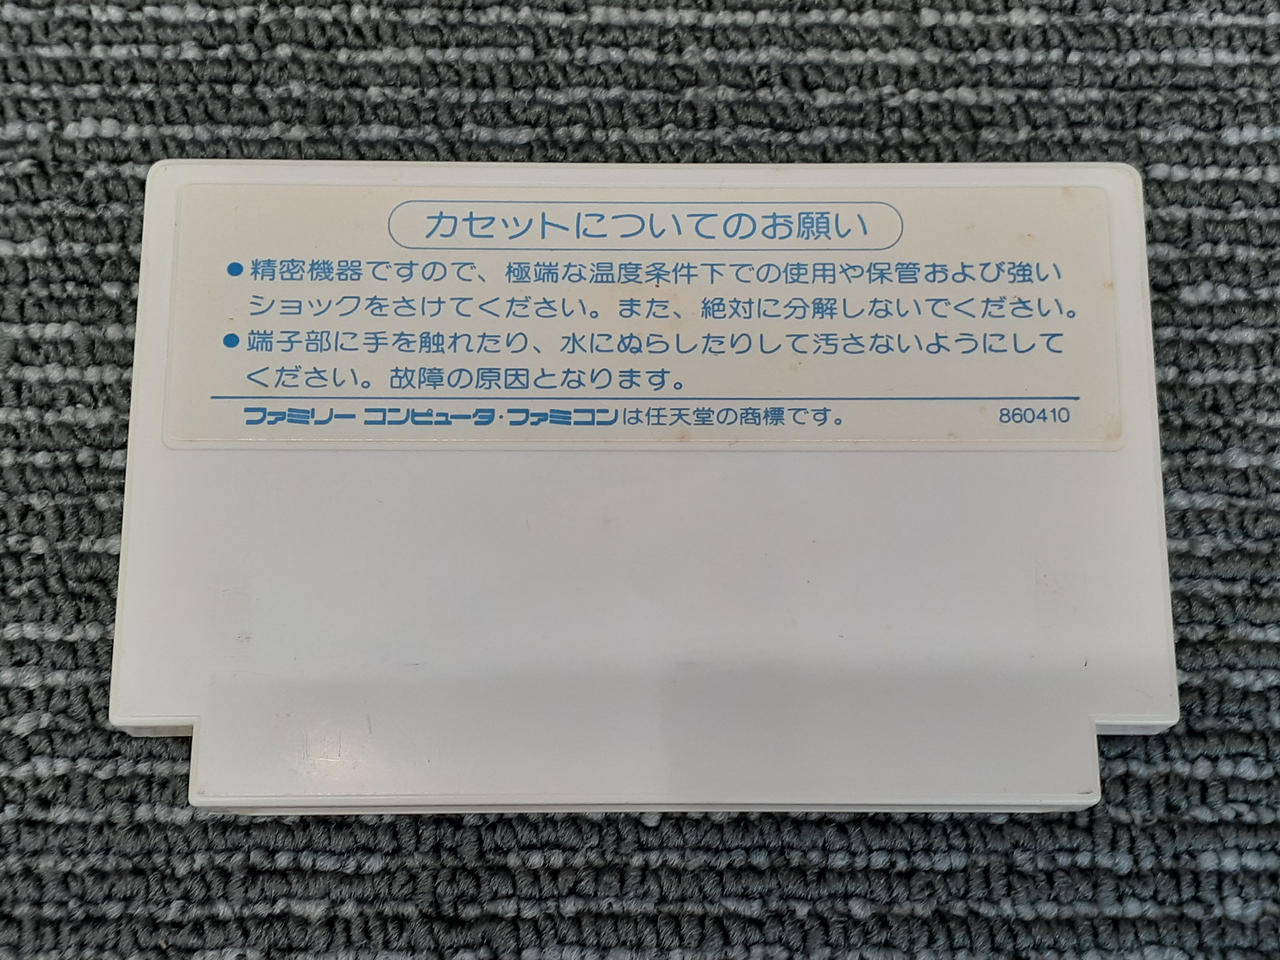 カセットについてのお願い
●精密機器ですので、極端な温度条件下での使用や保管および強い
ショックをさけてください。また、絶対に分解しないでください。
●端子部に手を触れたり、水にぬらしたりして汚さないようにして
ください。故障の原因となります。
ファミリーコンピュータ・ファミコンは任天堂の商標です。 860410